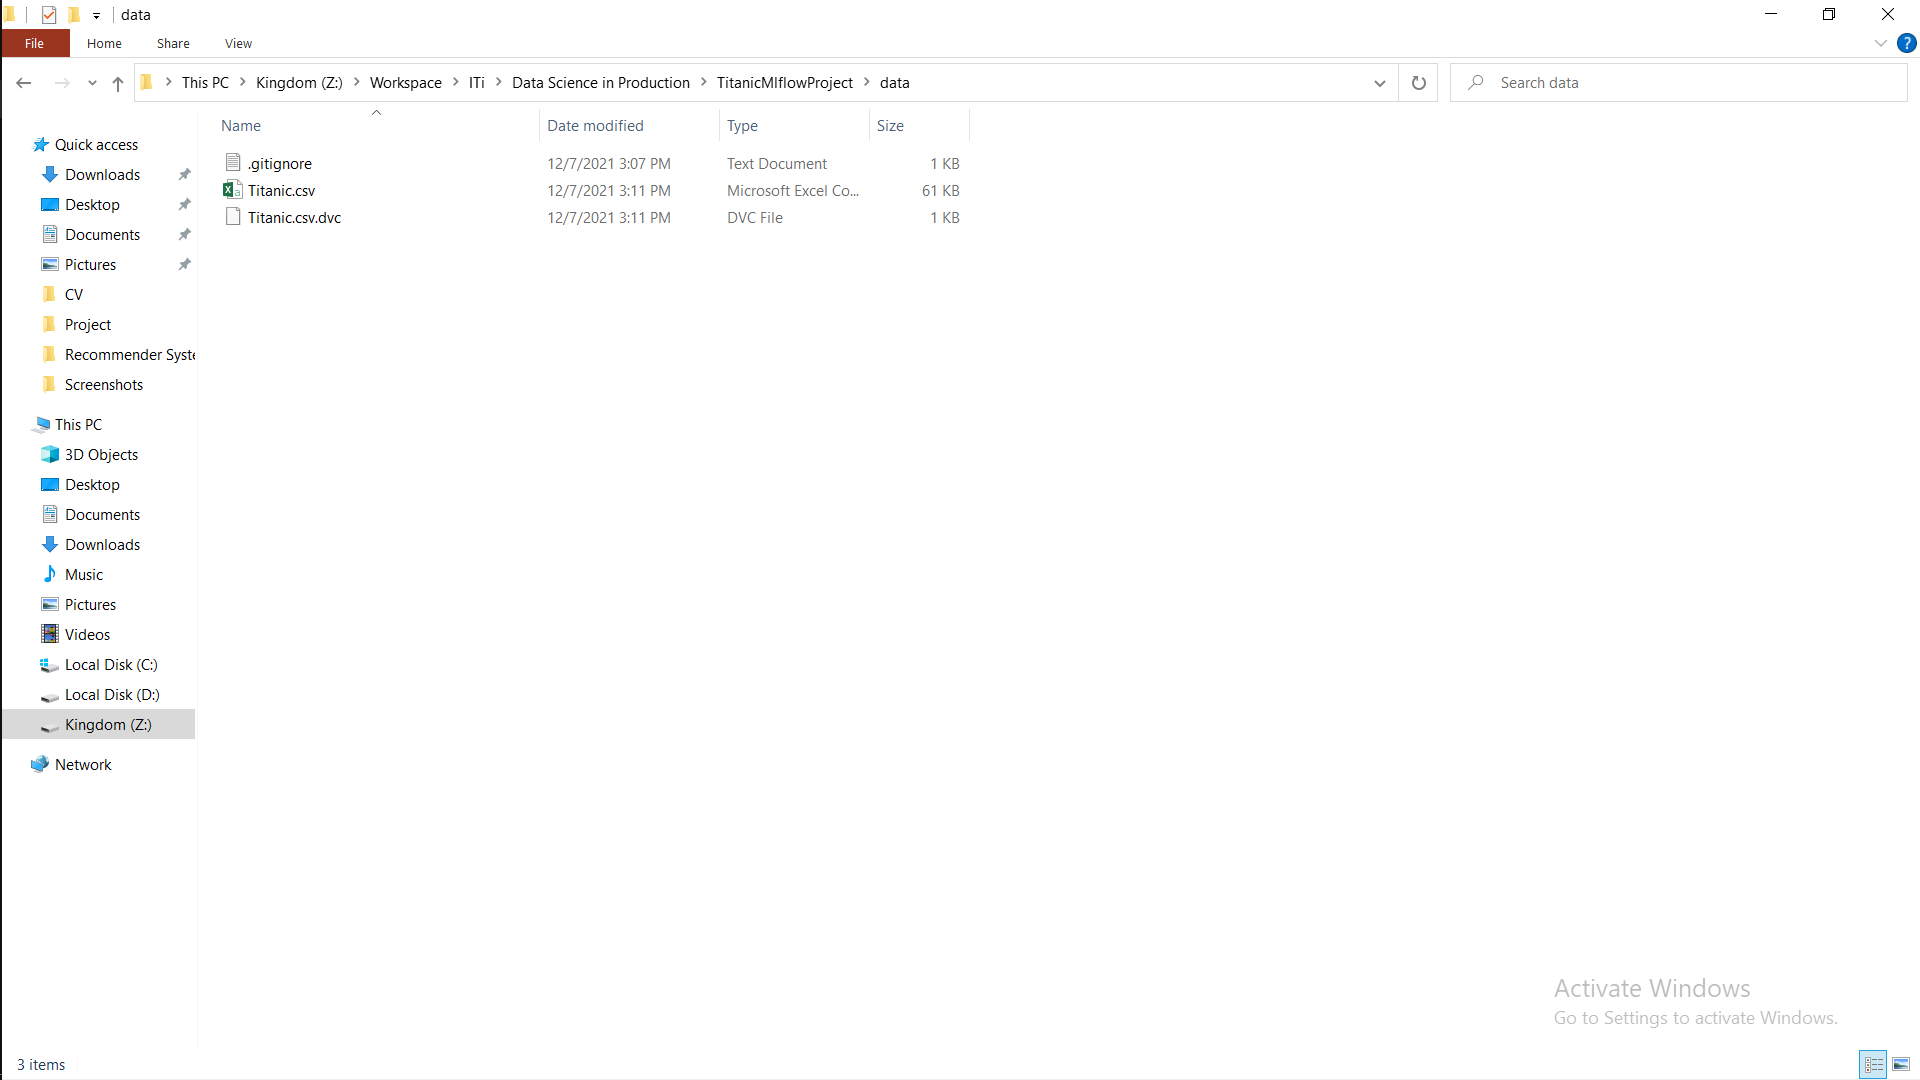 data
File Home Share View
This PC Kingdom (Z:) Workspace ITi Data Science in Production TitanicMlflowProject data
Search data
Name Date modified Type Size
.gitignore 12/7/2021 3:07 PM Text Document 1 KB
Titanic.csv 12/7/2021 3:11 PM Microsoft Excel Co... 61 KB
Titanic.csv.dvc 12/7/2021 3:11 PM DVC File 1 KB
Quick access
Downloads
Desktop
Documents
Pictures
CV
Project
Recommender Syste
Screenshots
This PC
3D Objects
Desktop
Documents
Downloads
Music
Pictures
Videos
Local Disk (C:)
Local Disk (D:)
Kingdom (Z:)
Network
Activate Windows
Go to Settings to activate Windows.
3 items